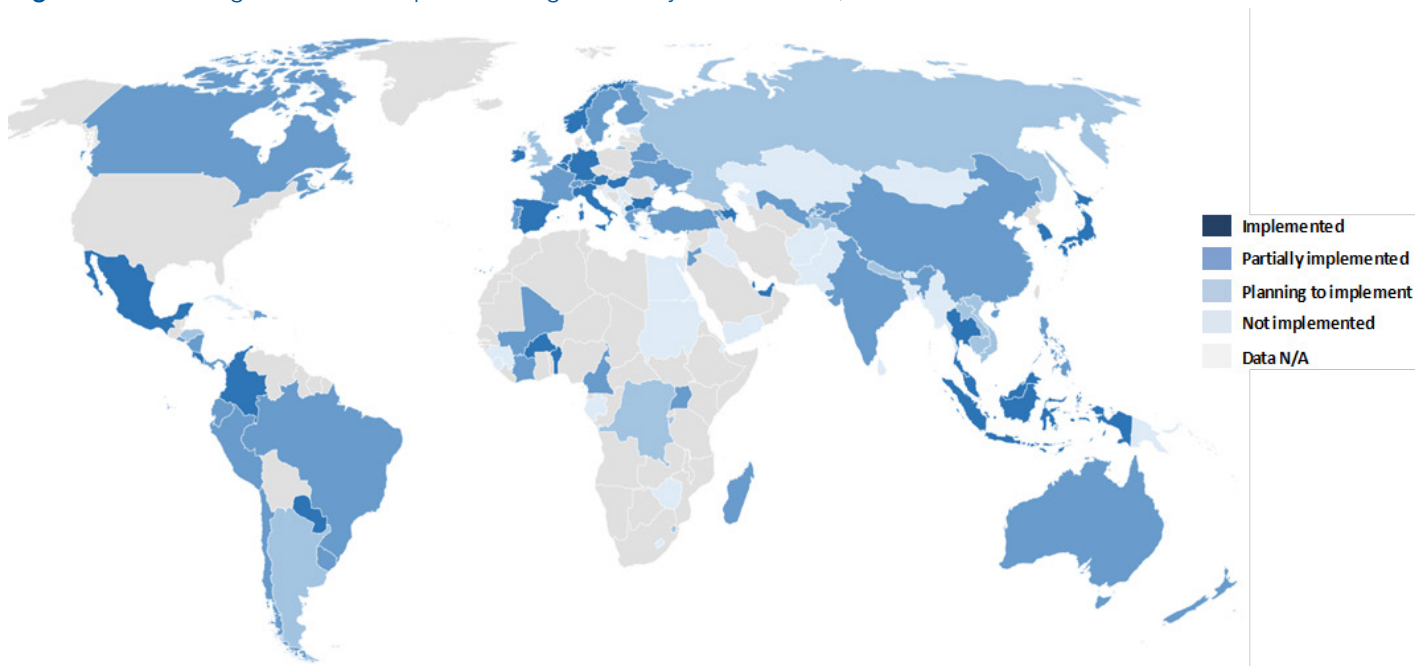 Implemented
Partially implemented
Planning to implement
Not implemented
Data N/A